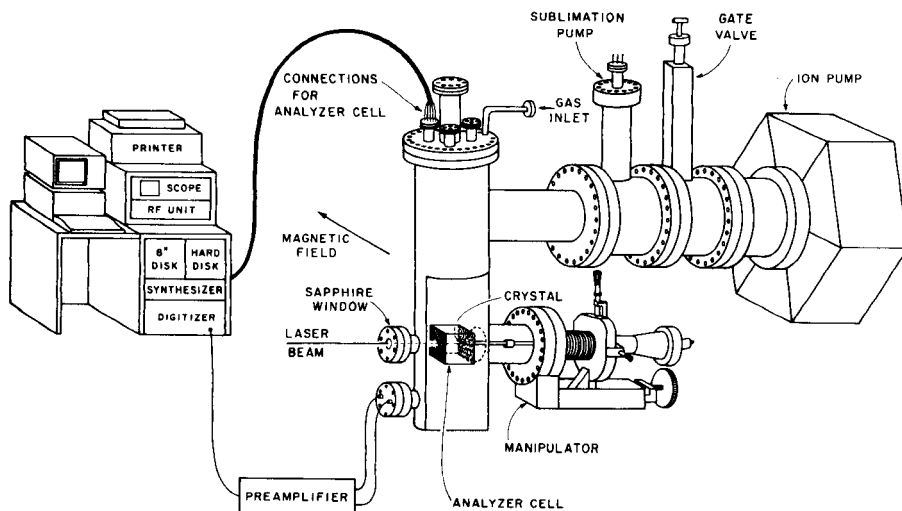 SUBLIMATION
PUMP
GATE
VALVE
ION PUMP
CONNECTIONS
FOR
ANALYZER CELL
GAS
INLET
PRINTER
SCOPE
RF UNIT
MAGNETIC
FIELD
8" DISK
HARD DISK
SYNTHESIZER
DIGITIZER
SAPPHIRE
WINDOW
CRYSTAL
LASER
BEAM
MANIPULATOR
PREAMPLIFIER
ANALYZER CELL